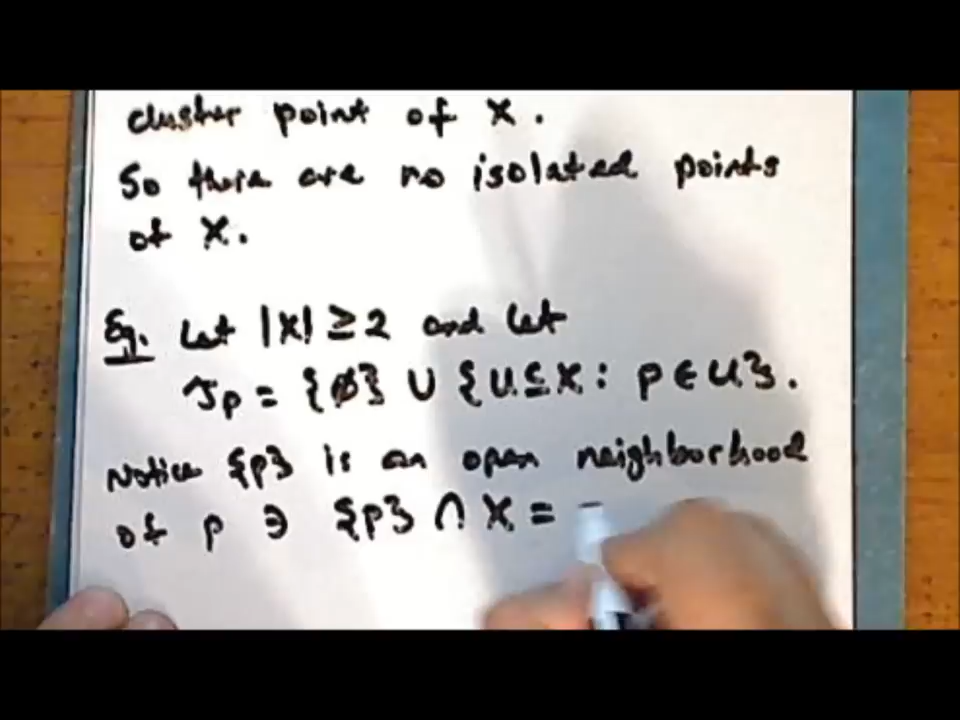 cluster point of X.
So there are no isolated points
of X.
Eg. Let |X| ≥ 2 and let
𝒯p = {∅} ∪ {U ⊆ X : p ∈ U}.
Notice {p} is an open neighborhood
of p ∋ {p} ∩ X =